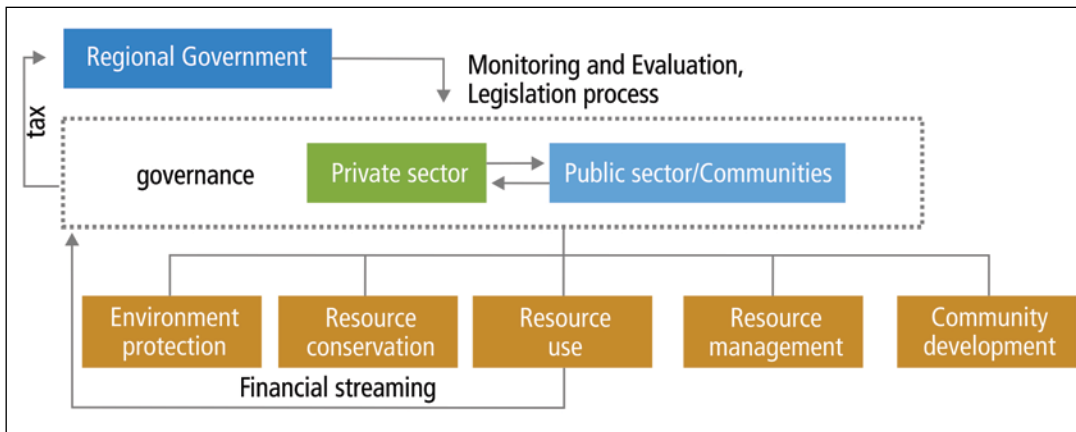 Regional Government
Monitoring and Evaluation,
Legislation process
tax
governance
Private sector
Public sector/Communities
Environment
protection
Resource
conservation
Resource
use
Resource
management
Community
development
Financial streaming